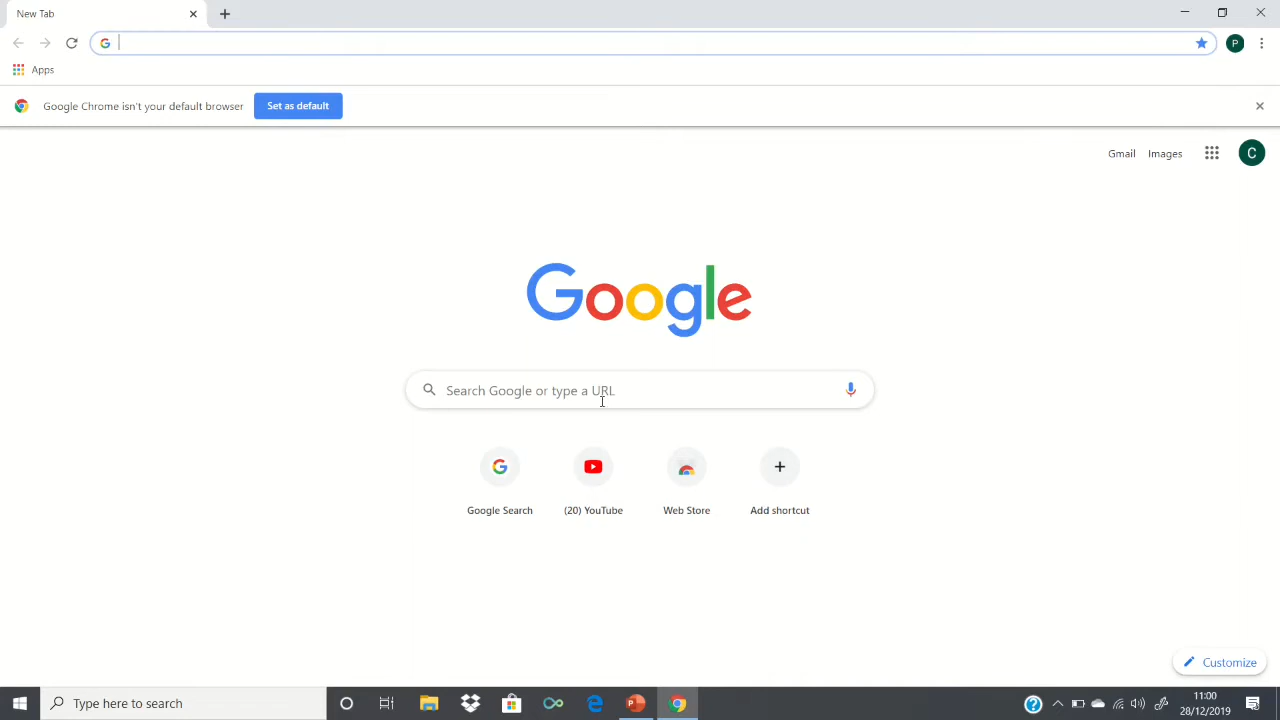 New Tab
P
Apps
Google Chrome isn't your default browser
Set as default
Gmail
Images
C
Google
Search Google or type a URL
Google Search
(20) YouTube
Web Store
Add shortcut
Customize
Type here to search
11:00
28/12/2019